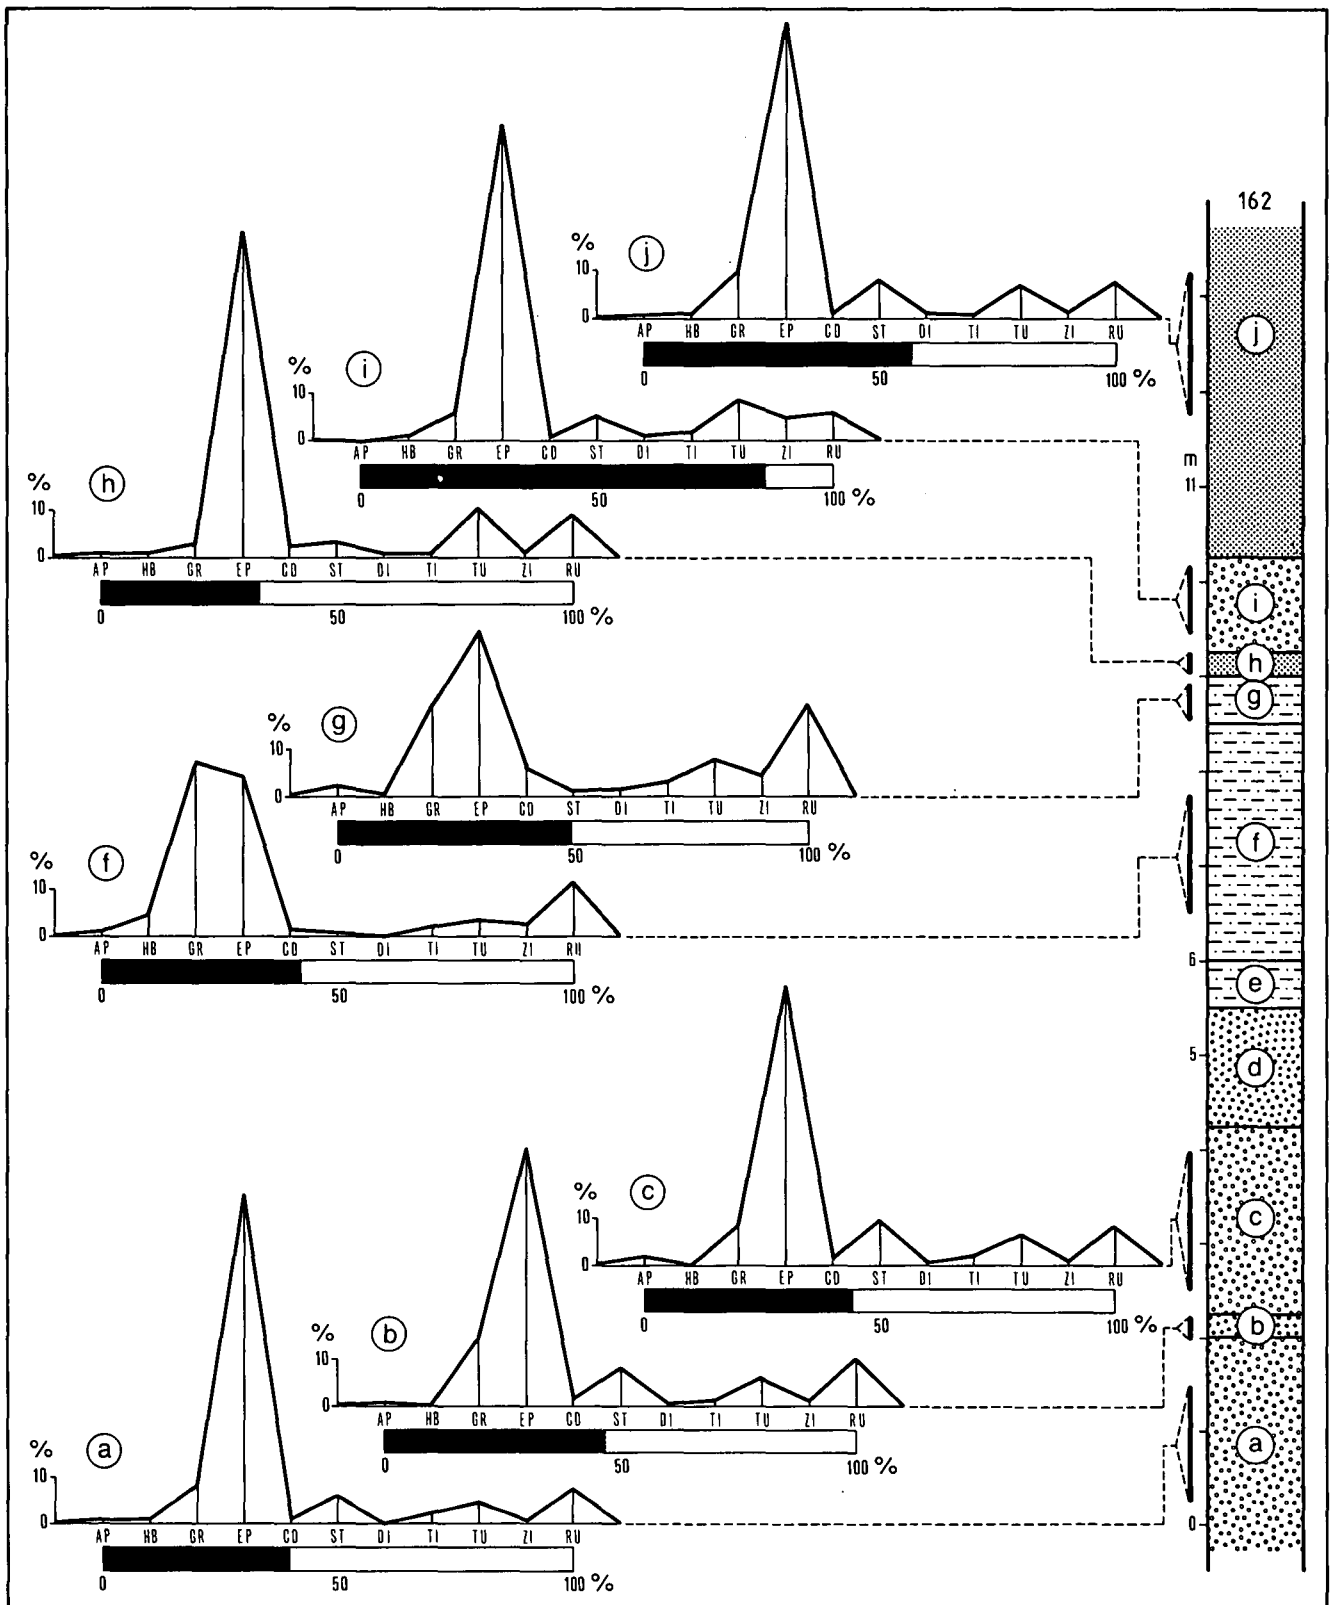 162
% j
10
0
AP HB GR EP CD ST DI TI TU ZI RU
0 50 100 %
% i
10
0
AP HB GR EP CD ST DI TI TU ZI RU
0 50 100 %
% h
10
0
AP HB GR EP CD ST DI TI TU ZI RU
0 50 100 %
% g
10
0
AP HB GR EP CD ST DI TI TU ZI RU
0 50 100 %
% f
10
0
AP HB GR EP CD ST DI TI TU ZI RU
0 50 100 %
% c
10
0
AP HB GR EP CD ST DI TI TU ZI RU
0 50 100 %
% b
10
0
AP HB GR EP CD ST DI TI TU ZI RU
0 50 100 %
% a
10
0
AP HB GR EP CD ST DI TI TU ZI RU
0 50 100 %
j
m
11
i
h
g
f
6
e
5
d
c
b
a
0